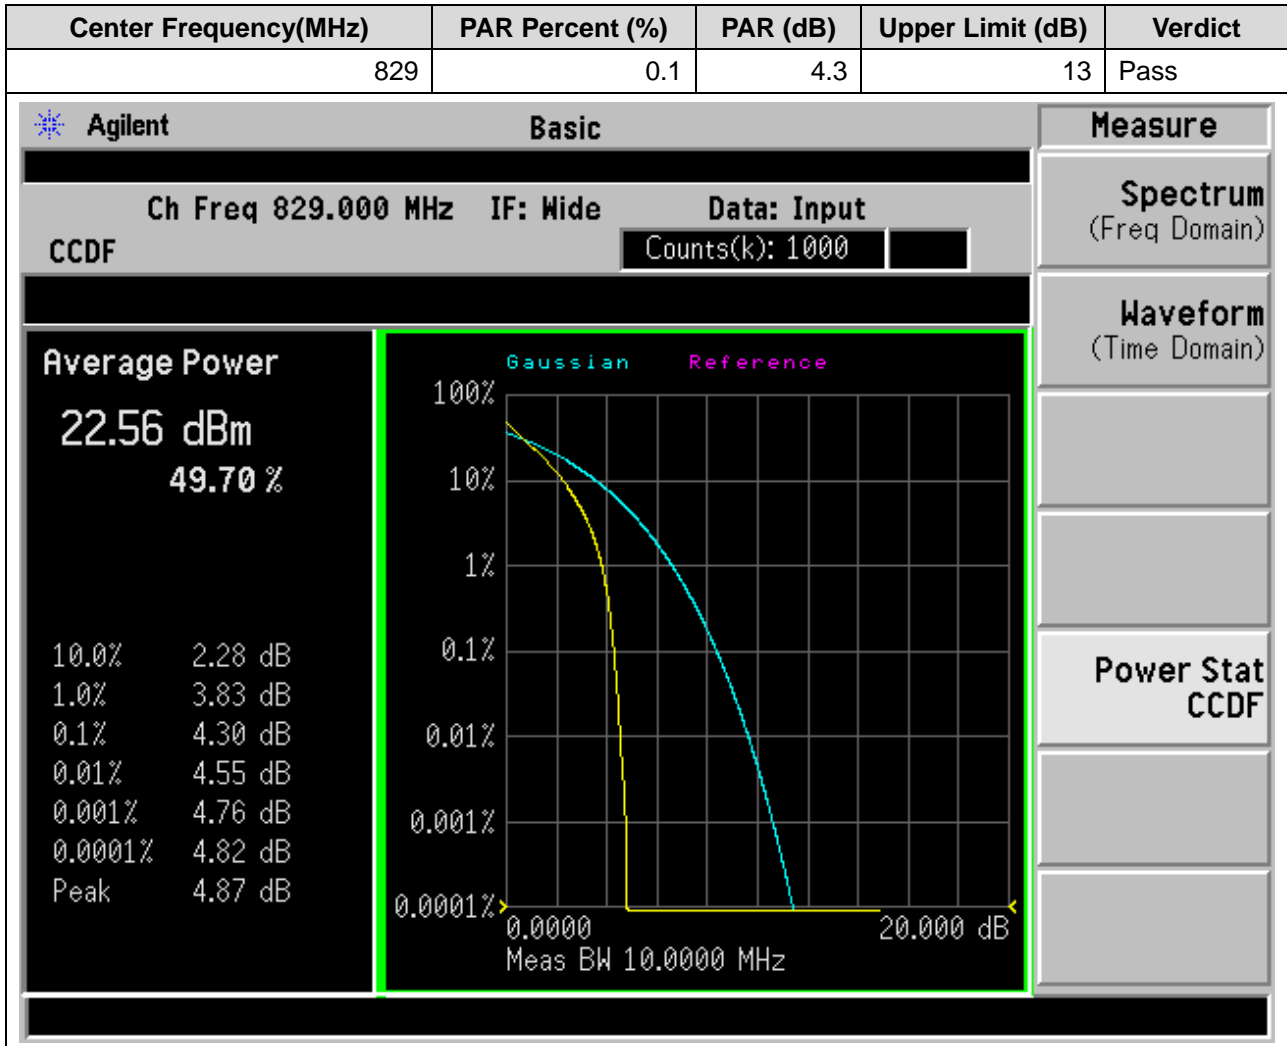 Center Frequency(MHz) PAR Percent (%) PAR (dB) Upper Limit (dB) Verdict
829 0.1 4.3 13 Pass
Agilent Basic Measure
Ch Freq 829.000 MHz IF: Wide Data: Input
CCDF Counts(k): 1000
Spectrum
(Freq Domain)
Waveform
(Time Domain)
Power Stat
CCDF
Average Power
22.56 dBm
49.70 %
10.0% 2.28 dB
1.0% 3.83 dB
0.1% 4.30 dB
0.01% 4.55 dB
0.001% 4.76 dB
0.0001% 4.82 dB
Peak 4.87 dB
Gaussian Reference
100%
10%
1%
0.1%
0.01%
0.001%
0.0001%
0.0000 20.000 dB
Meas BW 10.0000 MHz